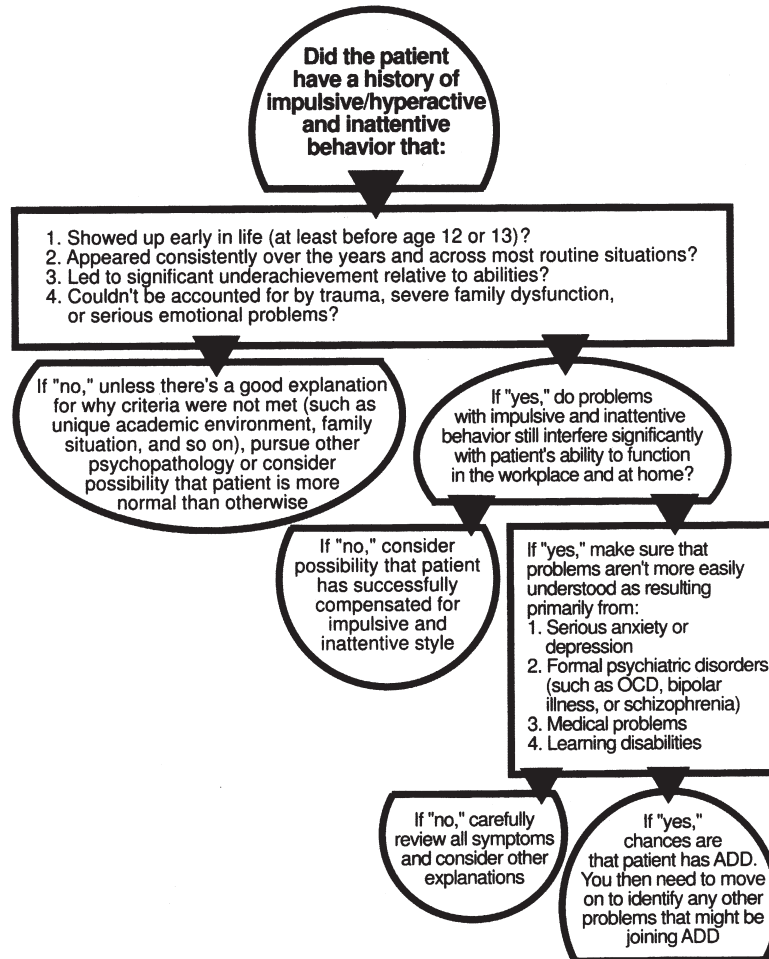 Did the patient
have a history of
impulsive/hyperactive
and inattentive
behavior that:
1. Showed up early in life (at least before age 12 or 13)?
2. Appeared consistently over the years and across most routine situations?
3. Led to significant underachievement relative to abilities?
4. Couldn't be accounted for by trauma, severe family dysfunction,
or serious emotional problems?
If "no," unless there's a good explanation
for why criteria were not met (such as
unique academic environment, family
situation, and so on), pursue other
psychopathology or consider
possibility that patient is more
normal than otherwise
If "yes," do problems
with impulsive and inattentive
behavior still interfere significantly
with patient's ability to function
in the workplace and at home?
If "no," consider
possibility that patient
has successfully
compensated for
impulsive and
inattentive style
If "yes," make sure that
problems aren't more easily
understood as resulting
primarily from:
1. Serious anxiety or
depression
2. Formal psychiatric disorders
(such as OCD, bipolar
illness, or schizophrenia)
3. Medical problems
4. Learning disabilities
If "no," carefully
review all symptoms
and consider other
explanations
If "yes,"
chances are
that patient has ADD.
You then need to move
on to identify any other
problems that might be
joining ADD